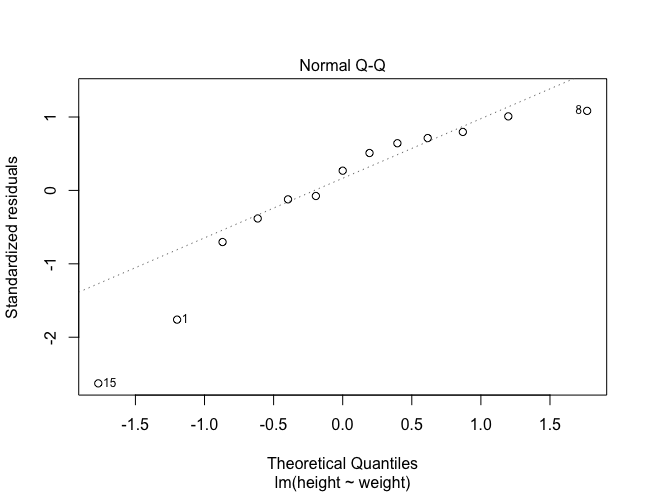 Normal Q-Q
Standardized residuals
1
0
-1
-2
8
1
15
-1.5 -1.0 -0.5 0.0 0.5 1.0 1.5
Theoretical Quantiles
lm(height ~ weight)